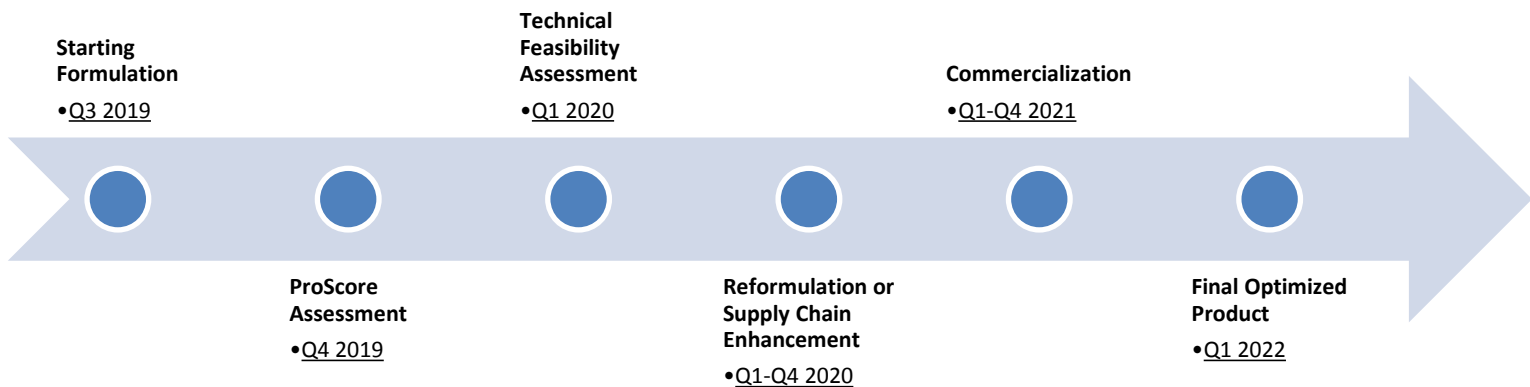 Starting
Formulation
•Q3 2019
ProScore
Assessment
•Q4 2019
Technical
Feasibility
Assessment
•Q1 2020
Reformulation or
Supply Chain
Enhancement
•Q1-Q4 2020
Commercialization
•Q1-Q4 2021
Final Optimized
Product
•Q1 2022